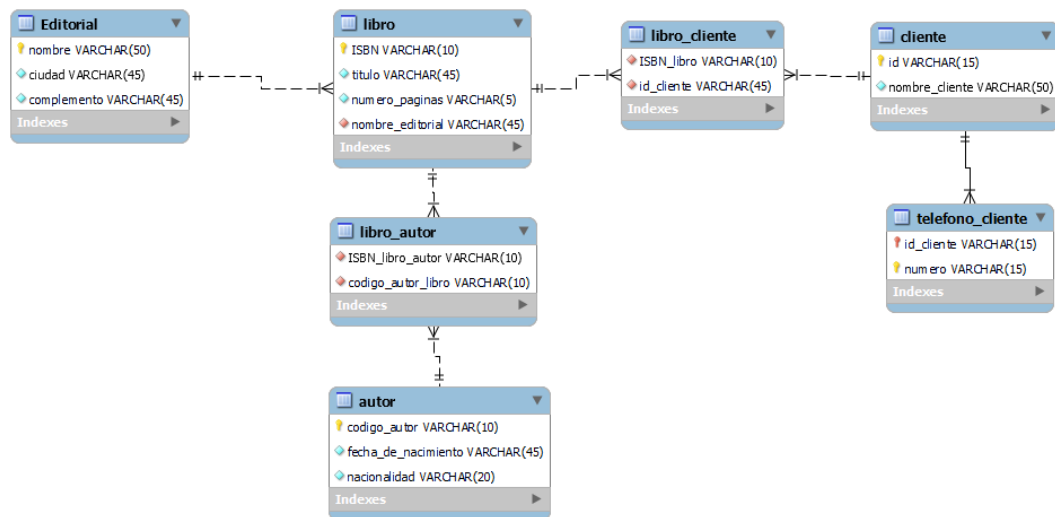 Editorial
nombre VARCHAR(50)
ciudad VARCHAR(45)
complemento VARCHAR(45)
Indexes
libro
ISBN VARCHAR(10)
titulo VARCHAR(45)
numero_paginas VARCHAR(5)
nombre_editorial VARCHAR(45)
Indexes
libro_cliente
ISBN_libro VARCHAR(10)
id_cliente VARCHAR(45)
Indexes
cliente
id VARCHAR(15)
nombre_cliente VARCHAR(50)
Indexes
telefono_cliente
id_cliente VARCHAR(15)
numero VARCHAR(15)
Indexes
libro_autor
ISBN_libro_autor VARCHAR(10)
codigo_autor_libro VARCHAR(10)
Indexes
autor
codigo_autor VARCHAR(10)
fecha_de_nacimiento VARCHAR(45)
nacionalidad VARCHAR(20)
Indexes